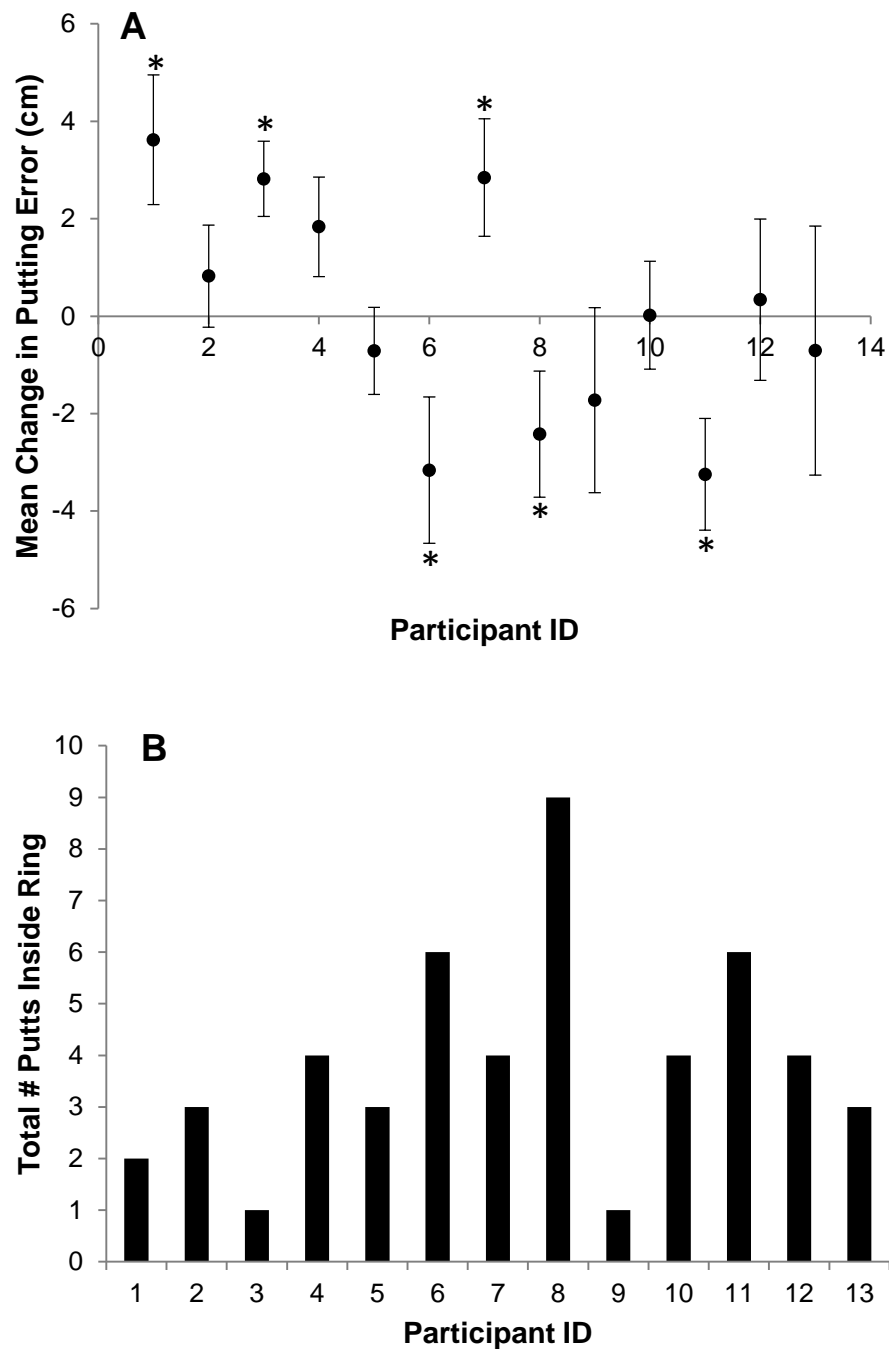 A
Mean Change in Putting Error (cm)
6
4
2
0
-2
-4
-6
* * * * * *
0 2 4 6 8 10 12 14
Participant ID
B
Total # Putts Inside Ring
10
9
8
7
6
5
4
3
2
1
0
1 2 3 4 5 6 7 8 9 10 11 12 13
Participant ID